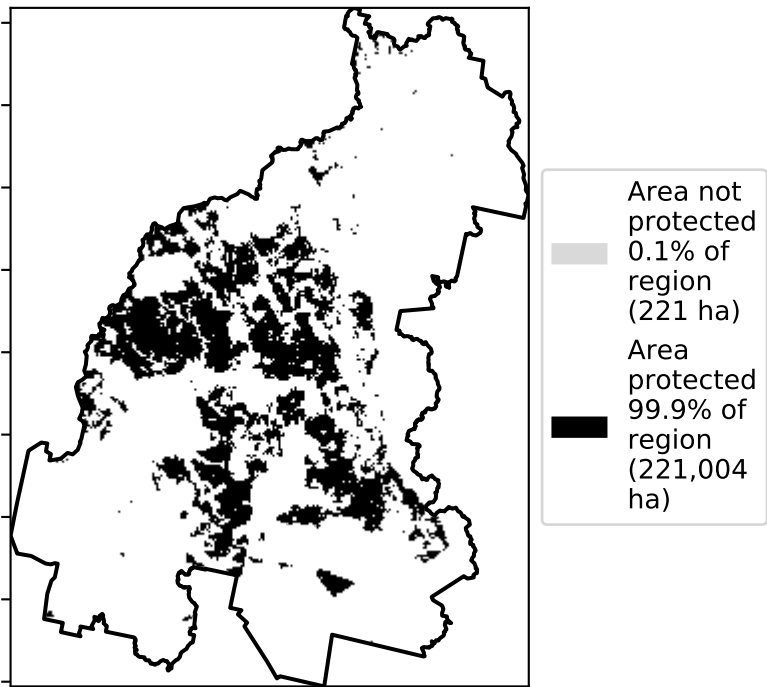 Area not
protected
0.1% of
region
(221 ha)
Area
protected
99.9% of
region
(221,004
ha)